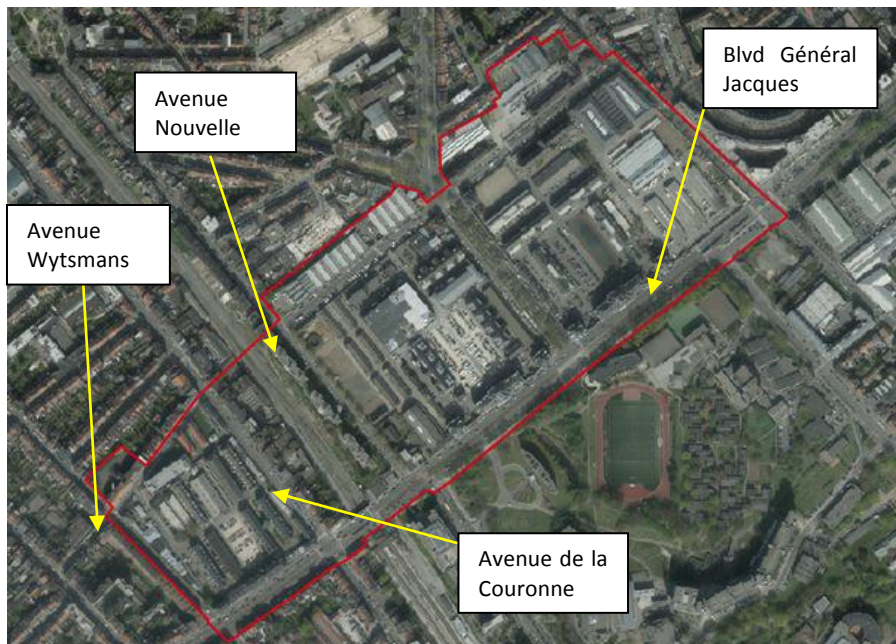 Blvd Général
Jacques
Avenue
Nouvelle
Avenue
Wytsmans
Avenue de la
Couronne